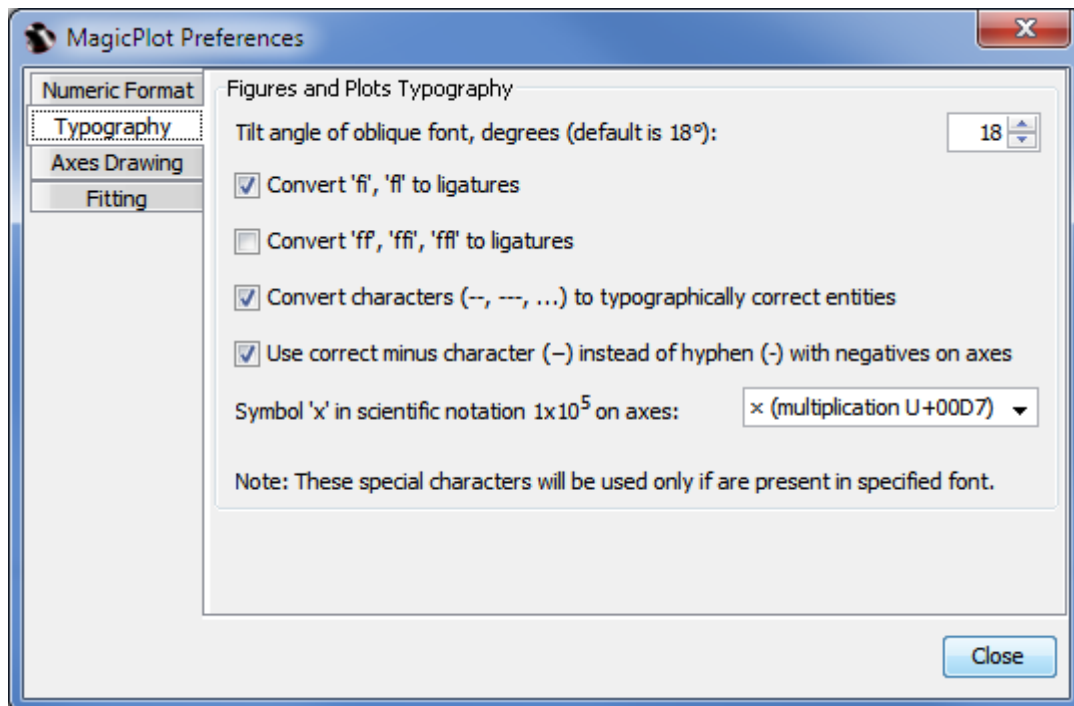 MagicPlot Preferences
Numeric Format
Typography
Axes Drawing
Fitting
Figures and Plots Typography
Tilt angle of oblique font, degrees (default is 18°):
18
Convert 'fi', 'fl' to ligatures
Convert 'ff', 'ffi', 'ffl' to ligatures
Convert characters (--, ---, ...) to typographically correct entities
Use correct minus character (−) instead of hyphen (-) with negatives on axes
Symbol 'x' in scientific notation 1x10⁵ on axes:
× (multiplication U+00D7)
Note: These special characters will be used only if are present in specified font.
Close